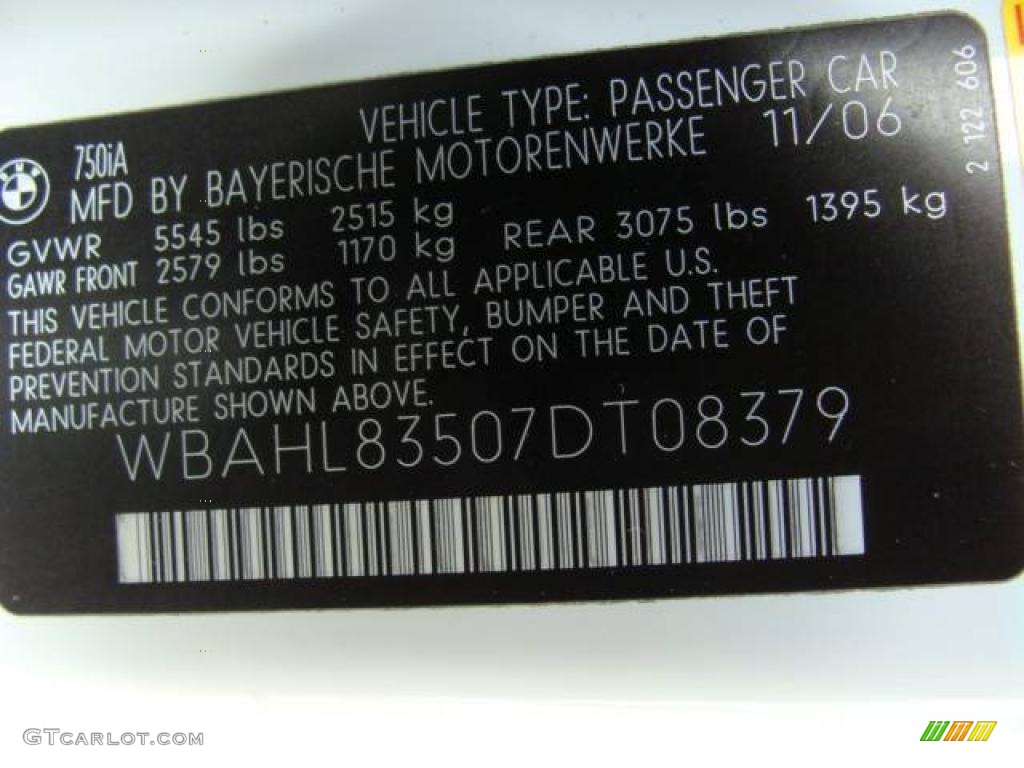 VEHICLE TYPE: PASSENGER CAR
750iA
MFD BY BAYERISCHE MOTORENWERKE 11/06
GVWR 5545 lbs 2515 kg
GAWR FRONT 2579 lbs 1170 kg REAR 3075 lbs 1395 kg
THIS VEHICLE CONFORMS TO ALL APPLICABLE U.S.
FEDERAL MOTOR VEHICLE SAFETY, BUMPER AND THEFT
PREVENTION STANDARDS IN EFFECT ON THE DATE OF
MANUFACTURE SHOWN ABOVE.
WBAHL83507DT08379
2 122 606
BMW
GTCARLOT.COM